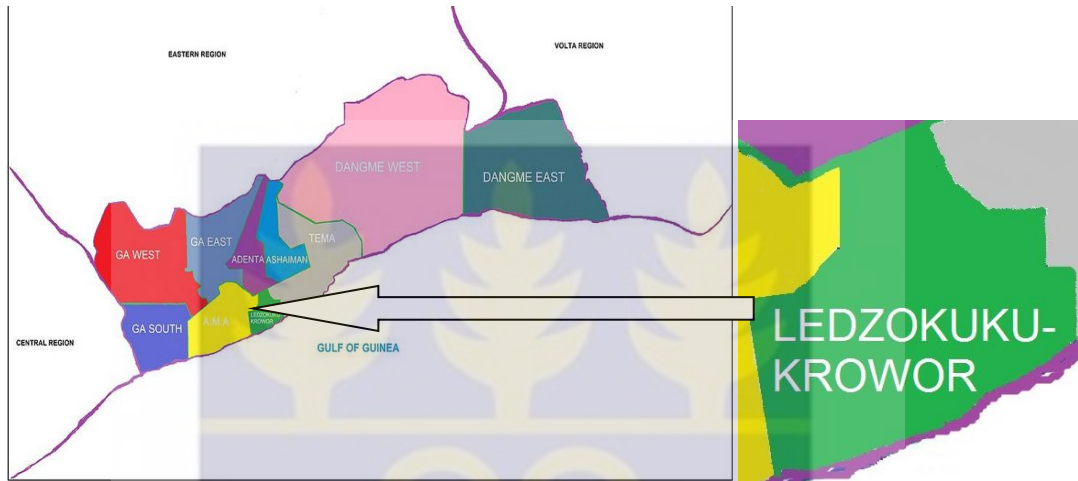 EASTERN REGION
VOLTA REGION
DANGME WEST
DANGME EAST
GA WEST
GA EAST
TEMA
ADENTA
ASHAIMAN
GA SOUTH
A.M.A
LEDZOKUKU-
KROWOR
CENTRAL REGION
GULF OF GUINEA
LEDZOKUKU-
KROWOR